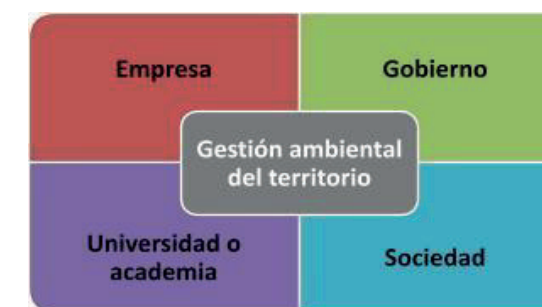 Empresa
Gobierno
Gestión ambiental
del territorio
Universidad o
academia
Sociedad